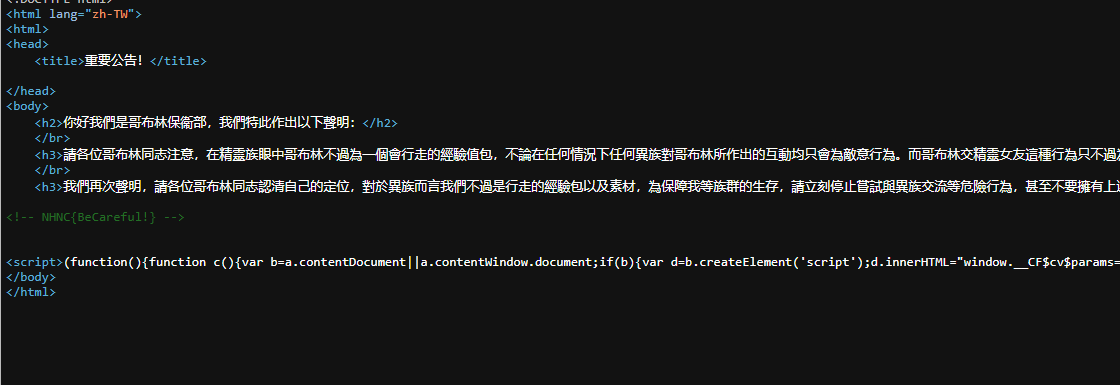 <!DOCTYPE html>
<html lang="zh-TW">
<html>
<head>
<title>重要公告! </title>
</head>
<body>
<h2>你好我們是哥布林保衛部，我們特此作出以下聲明: </h2>
</br>
<h3>請各位哥布林同志注意，在精靈族眼中哥布林不過為一個會行走的經驗值包，不論在任何情況下任何異族對哥布林所作出的互動均只會為敵意行為。而哥布林交精靈女友這種行為只不過
</br>
<h3>我們再次聲明，請各位哥布林同志認清自己的定位，對於異族而言我們不過是行走的經驗包以及素材，為保障我等族群的生存，請立刻停止嘗試與異族交流等危險行為，甚至不要擁有上
<!-- NHNC{BeCareful!} -->
<script>(function(){function c(){var b=a.contentDocument||a.contentWindow.document;if(b){var d=b.createElement('script');d.innerHTML="window.__CF$cv$params=
</body>
</html>